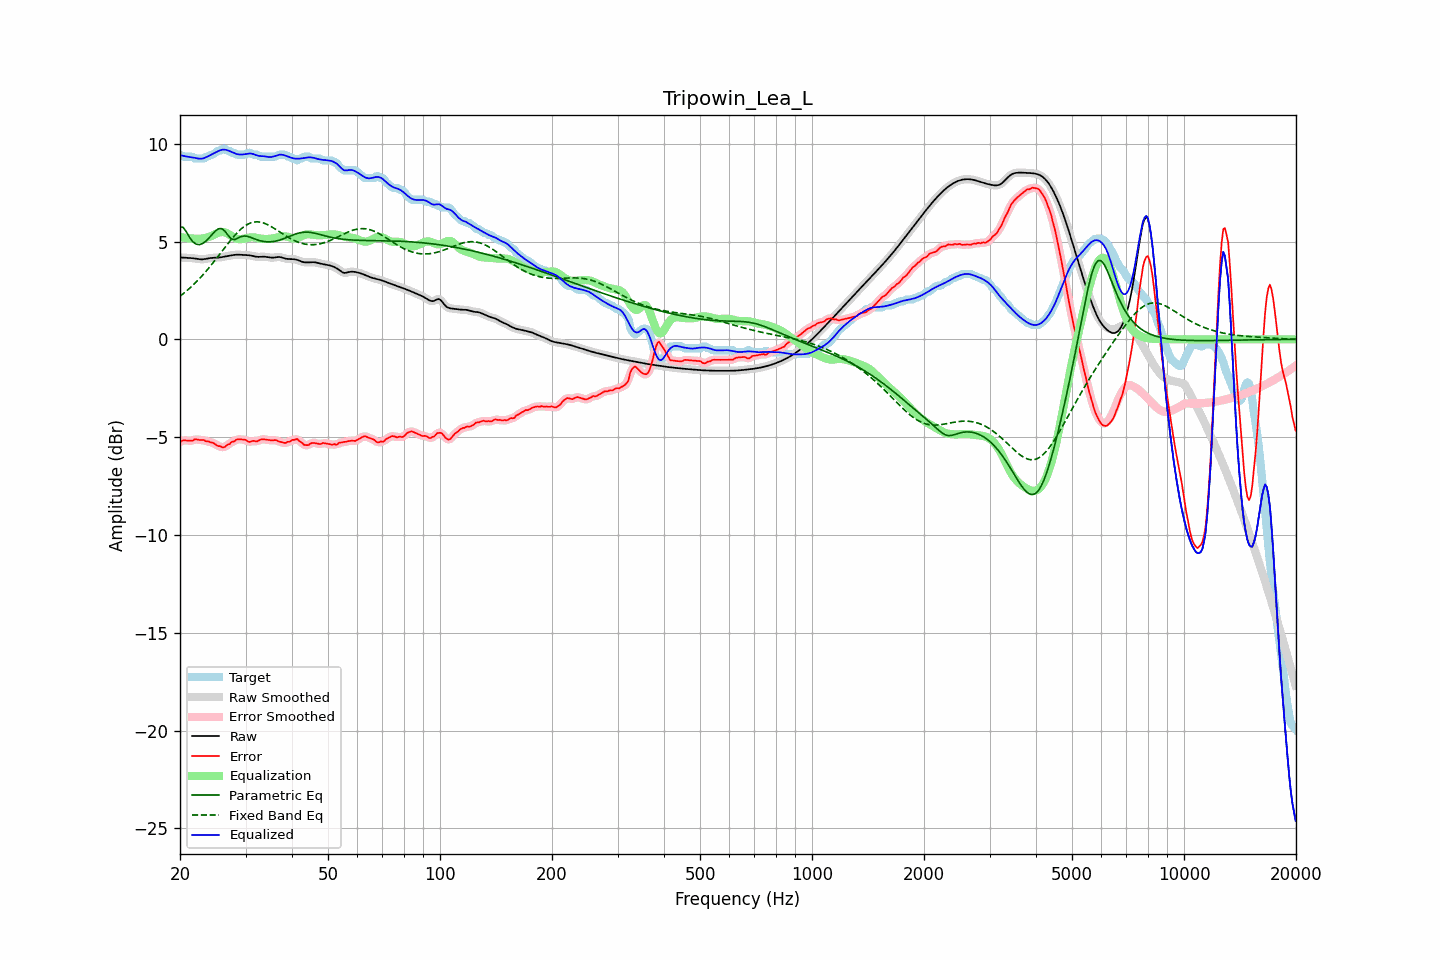 Tripowin_Lea_L
Amplitude (dBr)
10
5
0
−5
−10
−15
−20
−25
Target
Raw Smoothed
Error Smoothed
Raw
Error
Equalization
Parametric Eq
Fixed Band Eq
Equalized
20 50 100 200 500 1000 2000 5000 10000 20000
Frequency (Hz)